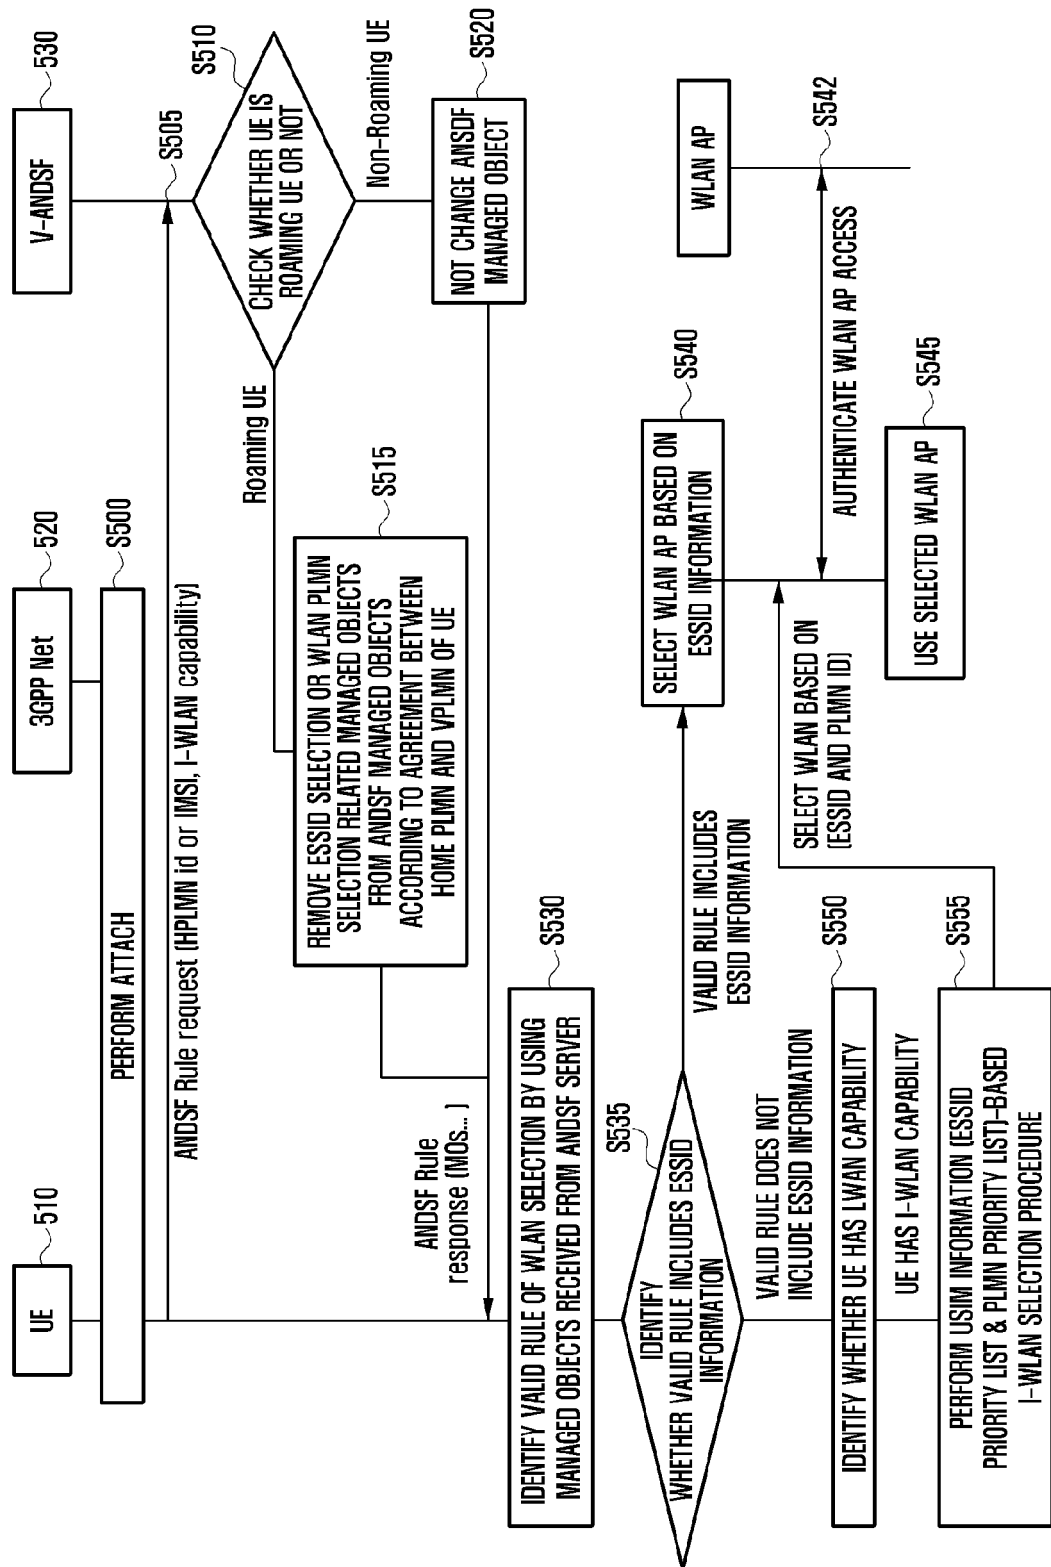 UE
510
3GPP Net
520
V-ANDSF
530
PERFORM ATTACH
S500
ANDSF Rule request (HPLMN id or IMSI, I-WLAN capability)
S505
CHECK WHETHER UE IS
ROAMING UE OR NOT
S510
Roaming UE
Non-Roaming UE
REMOVE ESSID SELECTION OR WLAN PLMN
SELECTION RELATED MANAGED OBJECTS
FROM ANDSF MANAGED OBJECTS
ACCORDING TO AGREEMENT BETWEEN
HOME PLMN AND VPLMN OF UE
S515
NOT CHANGE ANSDF
MANAGED OBJECT
S520
ANDSF Rule
response (MOs... )
IDENTIFY VALID RULE OF WLAN SELECTION BY USING
MANAGED OBJECTS RECEIVED FROM ANDSF SERVER
S530
IDENTIFY
WHETHER VALID RULE INCLUDES ESSID
INFORMATION
S535
VALID RULE INCLUDES
ESSID INFORMATION
SELECT WLAN AP BASED ON
ESSID INFORMATION
S540
WLAN AP
VALID RULE DOES NOT
INCLUDE ESSID INFORMATION
SELECT WLAN BASED ON
(ESSID AND PLMN ID)
AUTHENTICATE WLAN AP ACCESS
S542
IDENTIFY WHETHER UE HAS LWAN CAPABILITY
S550
UE HAS I-WLAN CAPABILITY
USE SELECTED WLAN AP
S545
PERFORM USIM INFORMATION (ESSID
PRIORITY LIST & PLMN PRIORITY LIST)-BASED
I-WLAN SELECTION PROCEDURE
S555